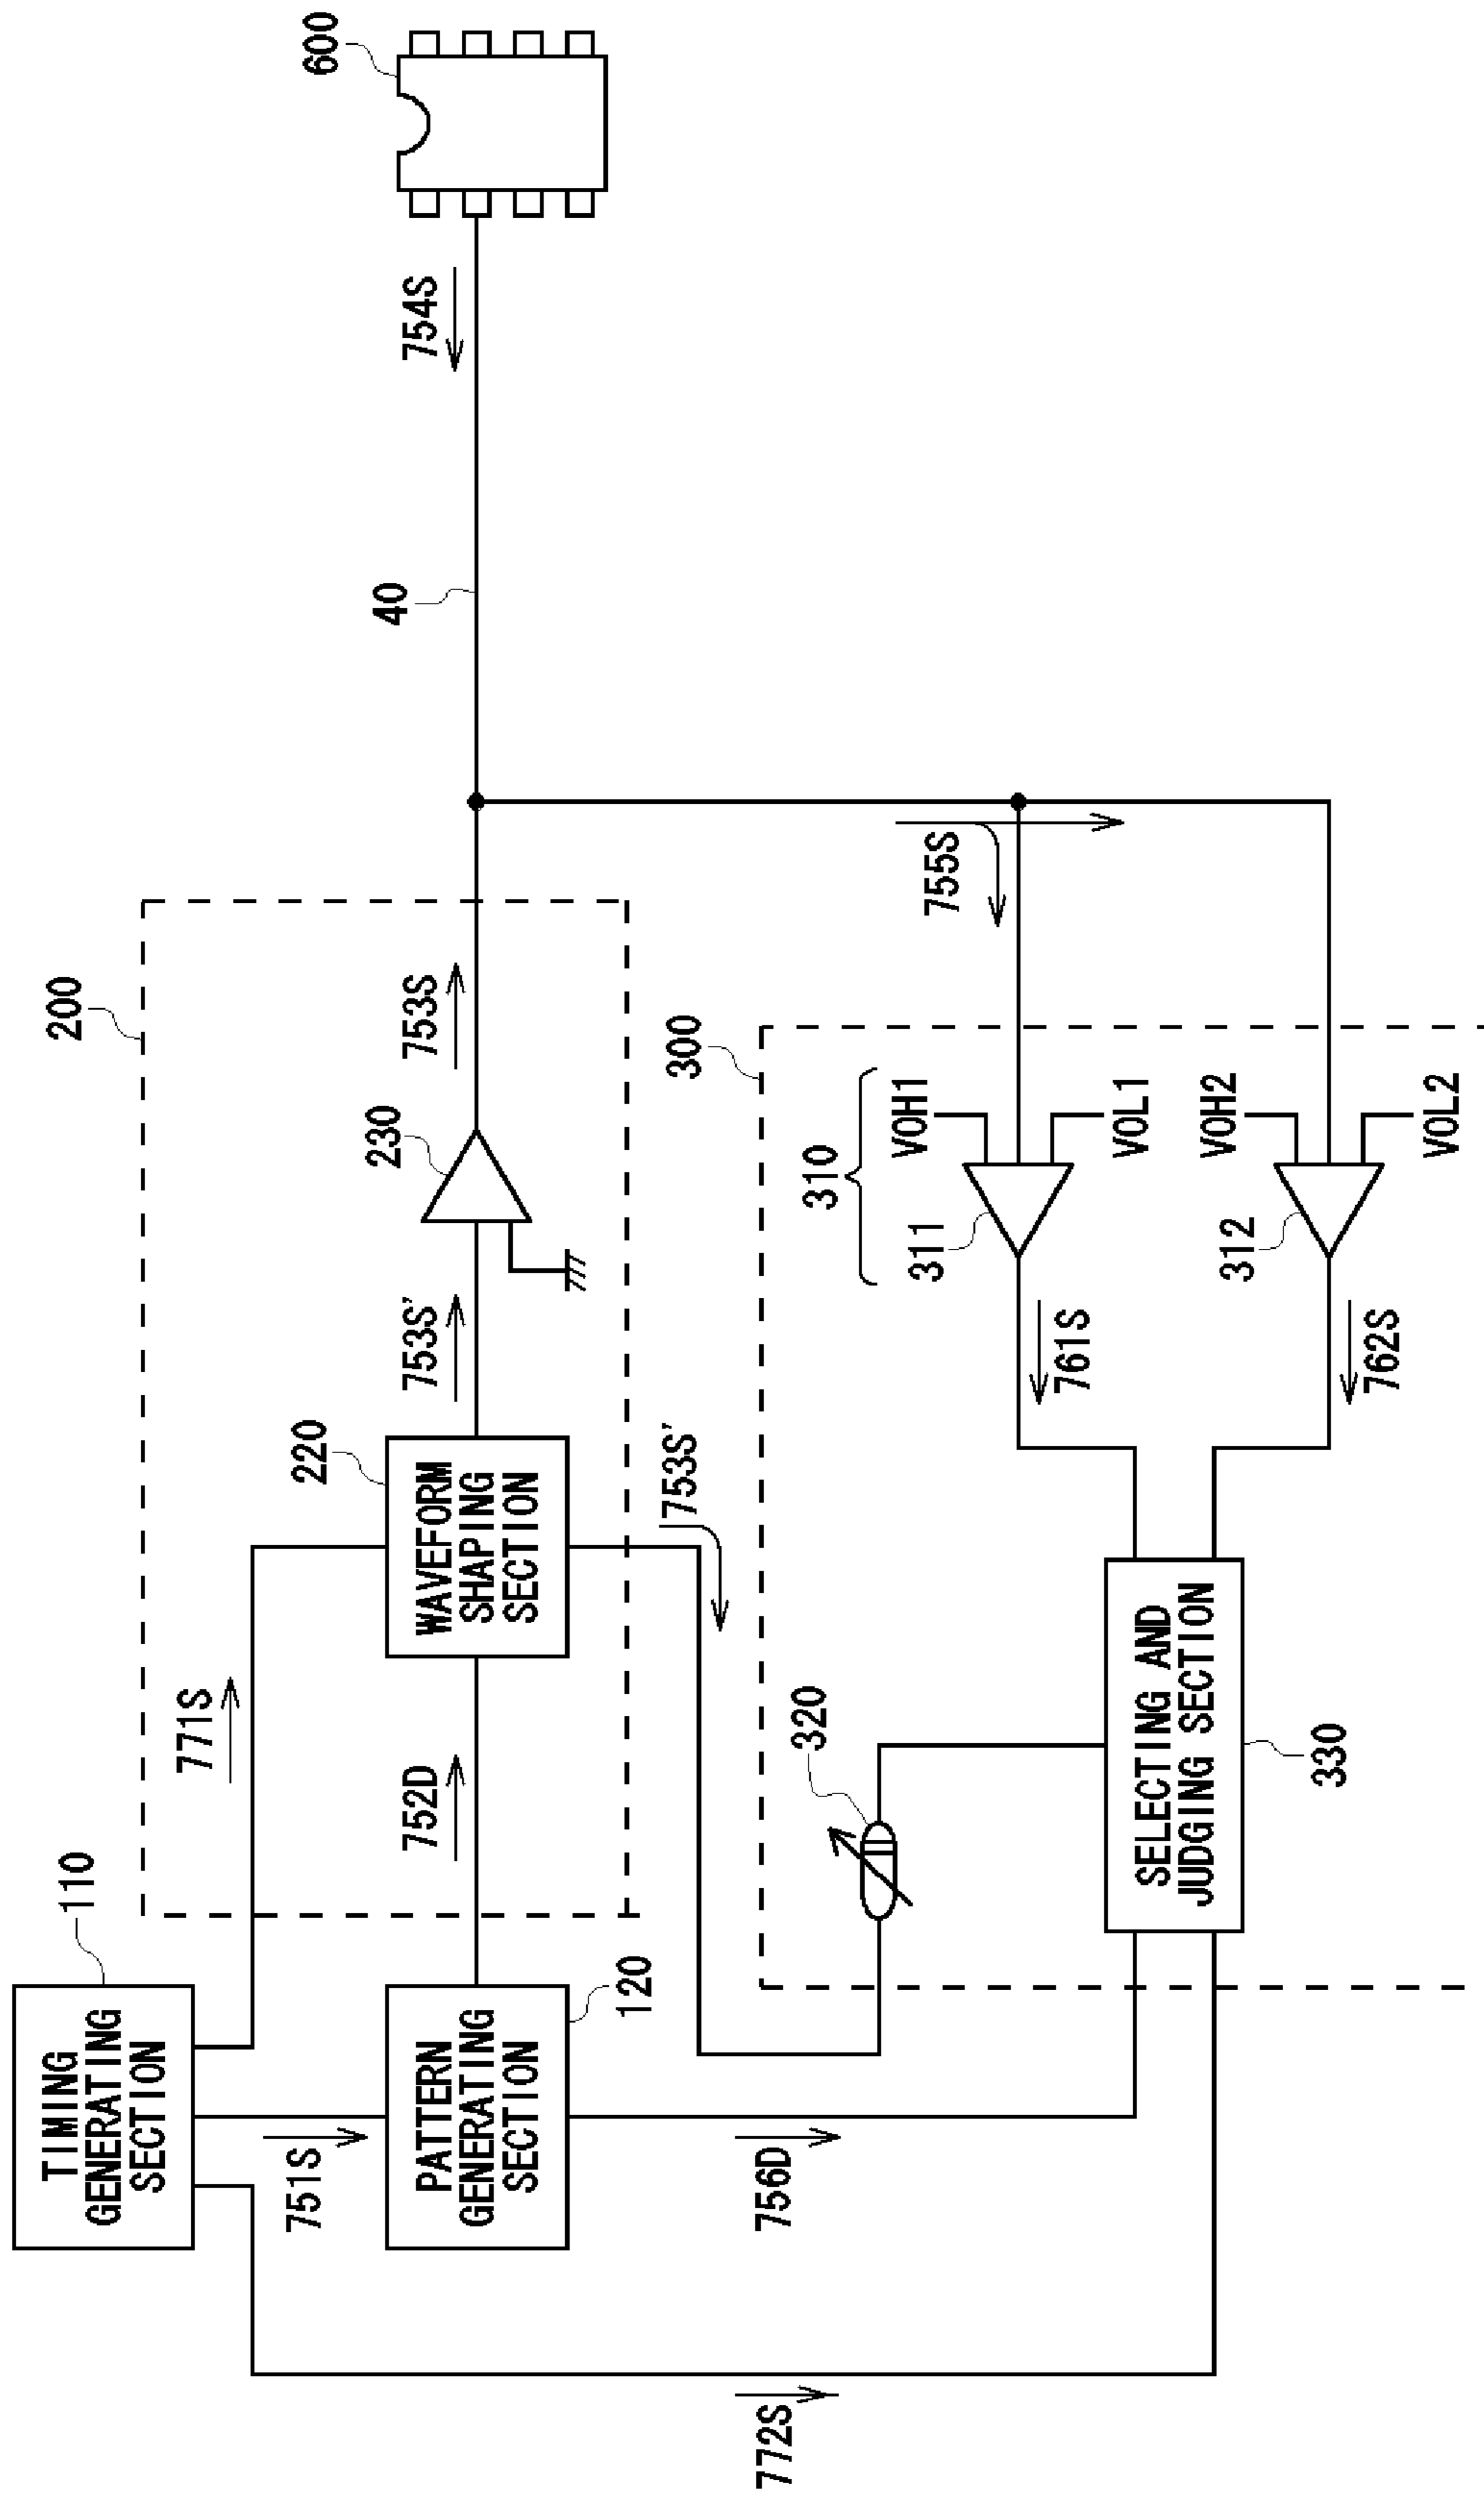 110
TIMING
GENERATING
SECTION
771S
200
751S
PATTERN
GENERATING
SECTION
120
752D
220
WAVEFORM
SHAPING
SECTION
753S'
230
753S
40
754S
600
753S'
300
772S
756D
320
310
755S
VOH1
311
VOL1
761S
VOH2
312
VOL2
762S
SELECTING AND
JUDGING SECTION
330